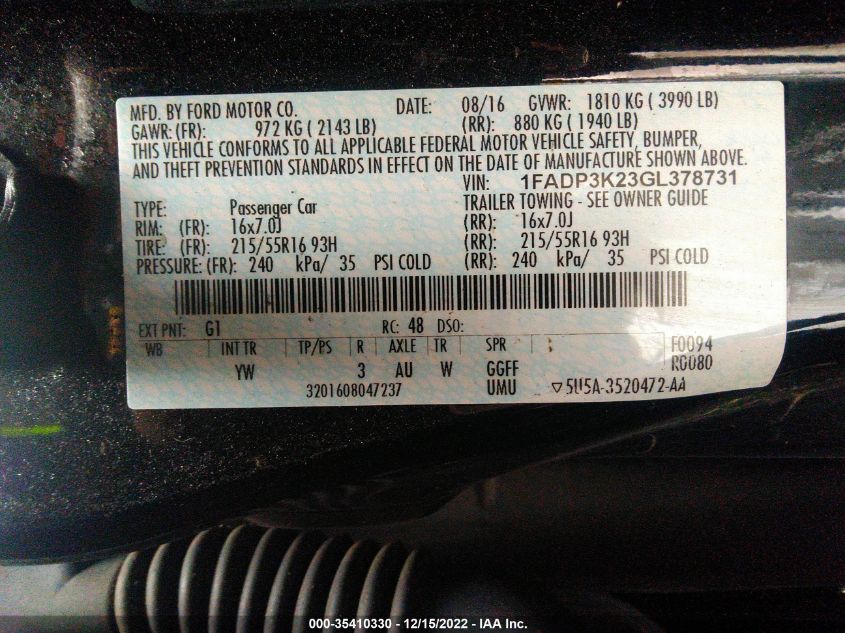 MFD. BY FORD MOTOR CO. DATE: 08/16 GVWR: 1810 KG ( 3990 LB)
GAWR: (FR): 972 KG ( 2143 LB) (RR): 880 KG ( 1940 LB)
THIS VEHICLE CONFORMS TO ALL APPLICABLE FEDERAL MOTOR VEHICLE SAFETY, BUMPER,
AND THEFT PREVENTION STANDARDS IN EFFECT ON THE DATE OF MANUFACTURE SHOWN ABOVE.
VIN: 1FADP3K23GL378731
TYPE: Passenger Car TRAILER TOWING - SEE OWNER GUIDE
RIM: (FR): 16x7.0J (RR): 16x7.0J
TIRE: (FR): 215/55R16 93H (RR): 215/55R16 93H
PRESSURE: (FR): 240 kPa/ 35 PSI COLD (RR): 240 kPa/ 35 PSI COLD
EXT PNT: G1 RC: 48 DSO:
WB INT TR TP/PS R AXLE TR SPR F0094
YW 3 AU W GGFF R0080
3201608047237 UMU ▽5U5A-3520472-AA
000-35410330 - 12/15/2022 - IAA Inc.